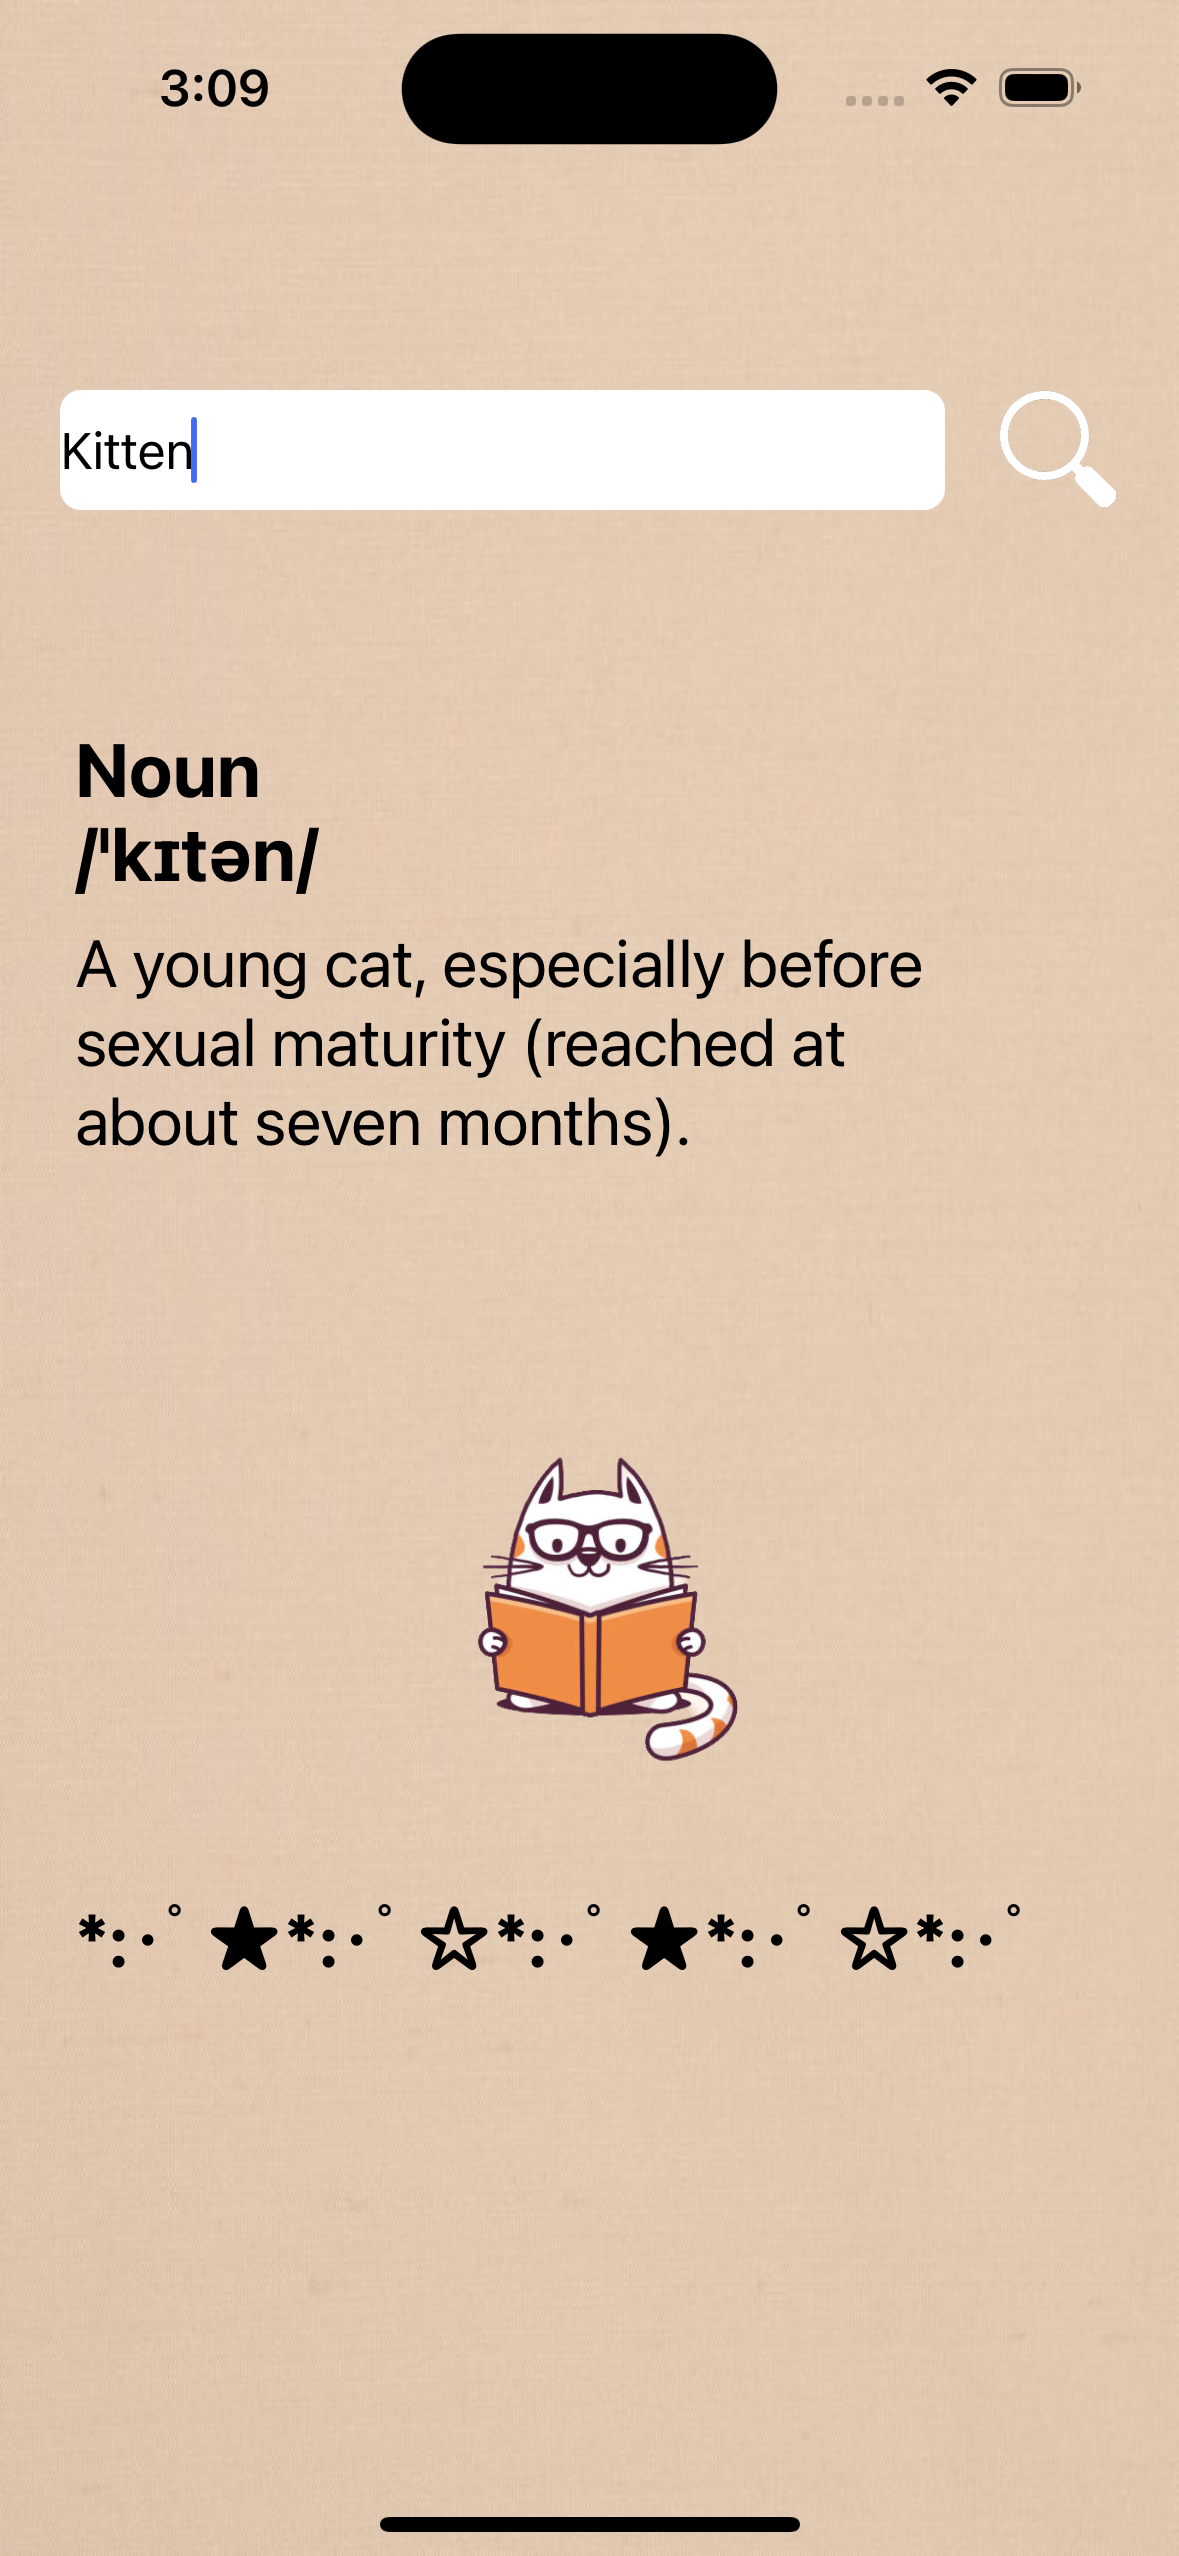 3:09
Kitten
Noun
/ˈkɪtən/
A young cat, especially before
sexual maturity (reached at
about seven months).
*:･ﾟ★*:･ﾟ☆*:･ﾟ★*:･ﾟ☆*:･ﾟ